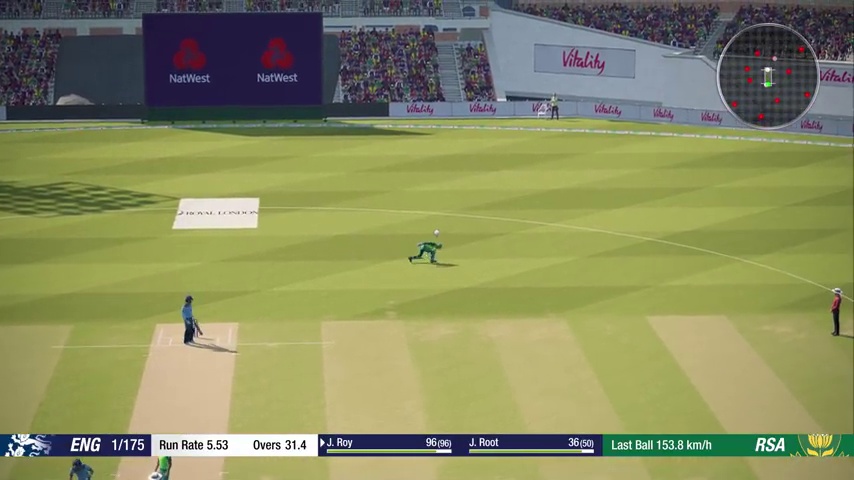 NatWest NatWest
Vitality
Vitality
Vitality Vitality Vitality Vitality Vitality Vitality
ROYAL LONDON
ENG 1/175 Run Rate 5.53 Overs 31.4 J. Roy 96(96) J. Root 36(50) Last Ball 153.8 km/h RSA